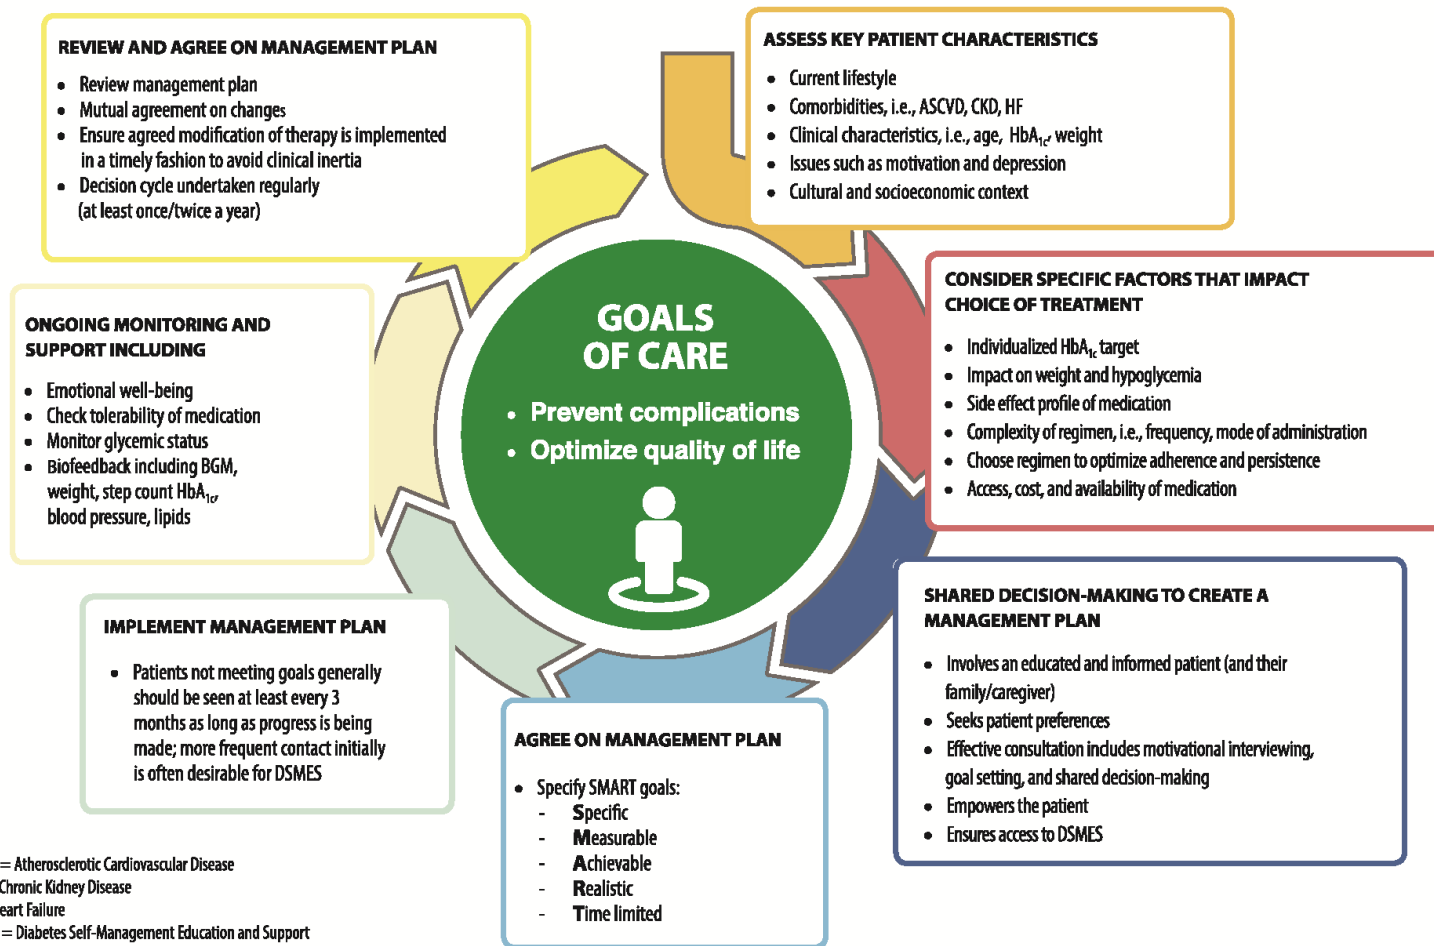 REVIEW AND AGREE ON MANAGEMENT PLAN
• Review management plan
• Mutual agreement on changes
• Ensure agreed modification of therapy is implemented
in a timely fashion to avoid clinical inertia
• Decision cycle undertaken regularly
(at least once/twice a year)
ASSESS KEY PATIENT CHARACTERISTICS
• Current lifestyle
• Comorbidities, i.e., ASCVD, CKD, HF
• Clinical characteristics, i.e., age, HbA1c, weight
• Issues such as motivation and depression
• Cultural and socioeconomic context
CONSIDER SPECIFIC FACTORS THAT IMPACT
CHOICE OF TREATMENT
• Individualized HbA1c target
• Impact on weight and hypoglycemia
• Side effect profile of medication
• Complexity of regimen, i.e., frequency, mode of administration
• Choose regimen to optimize adherence and persistence
• Access, cost, and availability of medication
SHARED DECISION-MAKING TO CREATE A
MANAGEMENT PLAN
• Involves an educated and informed patient (and their
family/caregiver)
• Seeks patient preferences
• Effective consultation includes motivational interviewing,
goal setting, and shared decision-making
• Empowers the patient
• Ensures access to DSMES
AGREE ON MANAGEMENT PLAN
• Specify SMART goals:
- Specific
- Measurable
- Achievable
- Realistic
- Time limited
IMPLEMENT MANAGEMENT PLAN
• Patients not meeting goals generally
should be seen at least every 3
months as long as progress is being
made; more frequent contact initially
is often desirable for DSMES
ONGOING MONITORING AND
SUPPORT INCLUDING
• Emotional well-being
• Check tolerability of medication
• Monitor glycemic status
• Biofeedback including BGM,
weight, step count HbA1c,
blood pressure, lipids
GOALS
OF CARE
• Prevent complications
• Optimize quality of life
= Atherosclerotic Cardiovascular Disease
Chronic Kidney Disease
eart Failure
= Diabetes Self-Management Education and Support